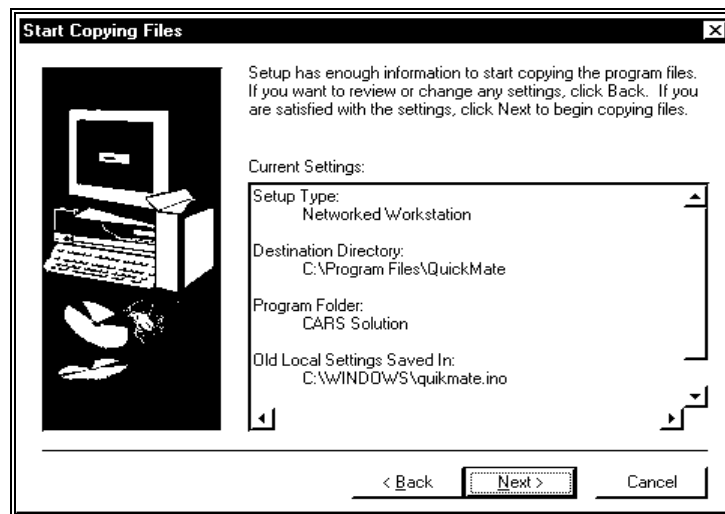 Start Copying Files
Setup has enough information to start copying the program files.
If you want to review or change any settings, click Back. If you
are satisfied with the settings, click Next to begin copying files.
Current Settings:
Setup Type:
Networked Workstation
Destination Directory:
C:\Program Files\QuickMate
Program Folder:
CARS Solution
Old Local Settings Saved In:
C:\WINDOWS\quikmate.ino
< Back
Next >
Cancel